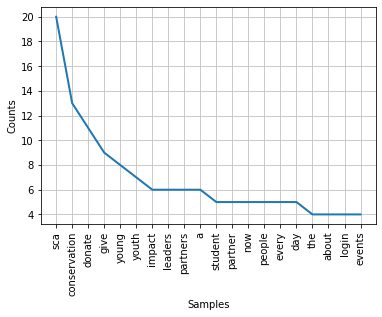 20
18
16
14
12
10
8
6
4
Counts
sca
conservation
donate
give
young
youth
impact
leaders
partners
a
student
partner
now
people
every
day
the
about
login
events
Samples